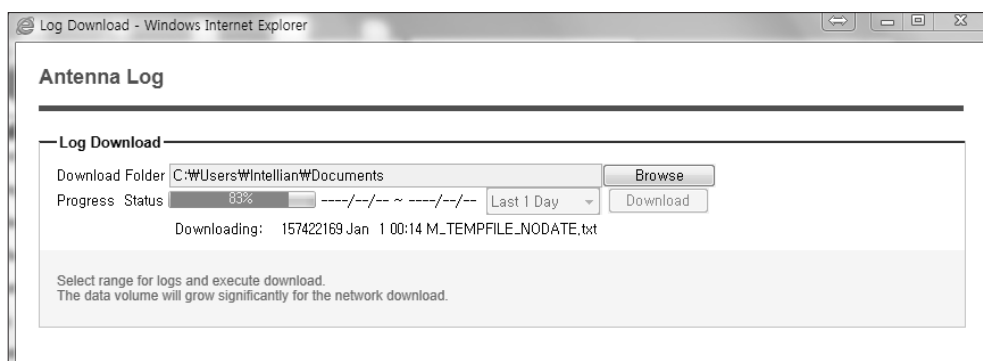 Log Download - Windows Internet Explorer
Antenna Log
Log Download
Download Folder C:₩Users₩Intellian₩Documents Browse
Progress Status 83% ----/--/-- ~ ----/--/-- Last 1 Day Download
Downloading: 157422169 Jan 1 00:14 M_TEMPFILE_NODATE.txt
Select range for logs and execute download.
The data volume will grow significantly for the network download.